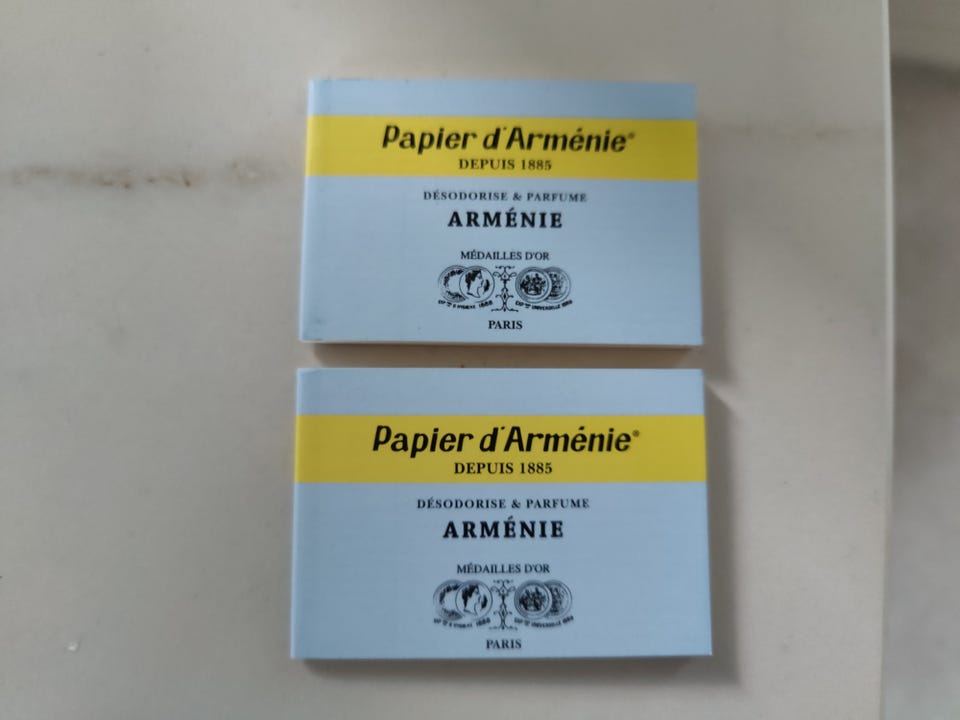 Papier d'Arménie®
DEPUIS 1885
DÉSODORISE & PARFUME
ARMÉNIE
MÉDAILLES D'OR
PARIS
Papier d'Arménie®
DEPUIS 1885
DÉSODORISE & PARFUME
ARMÉNIE
MÉDAILLES D'OR
PARIS